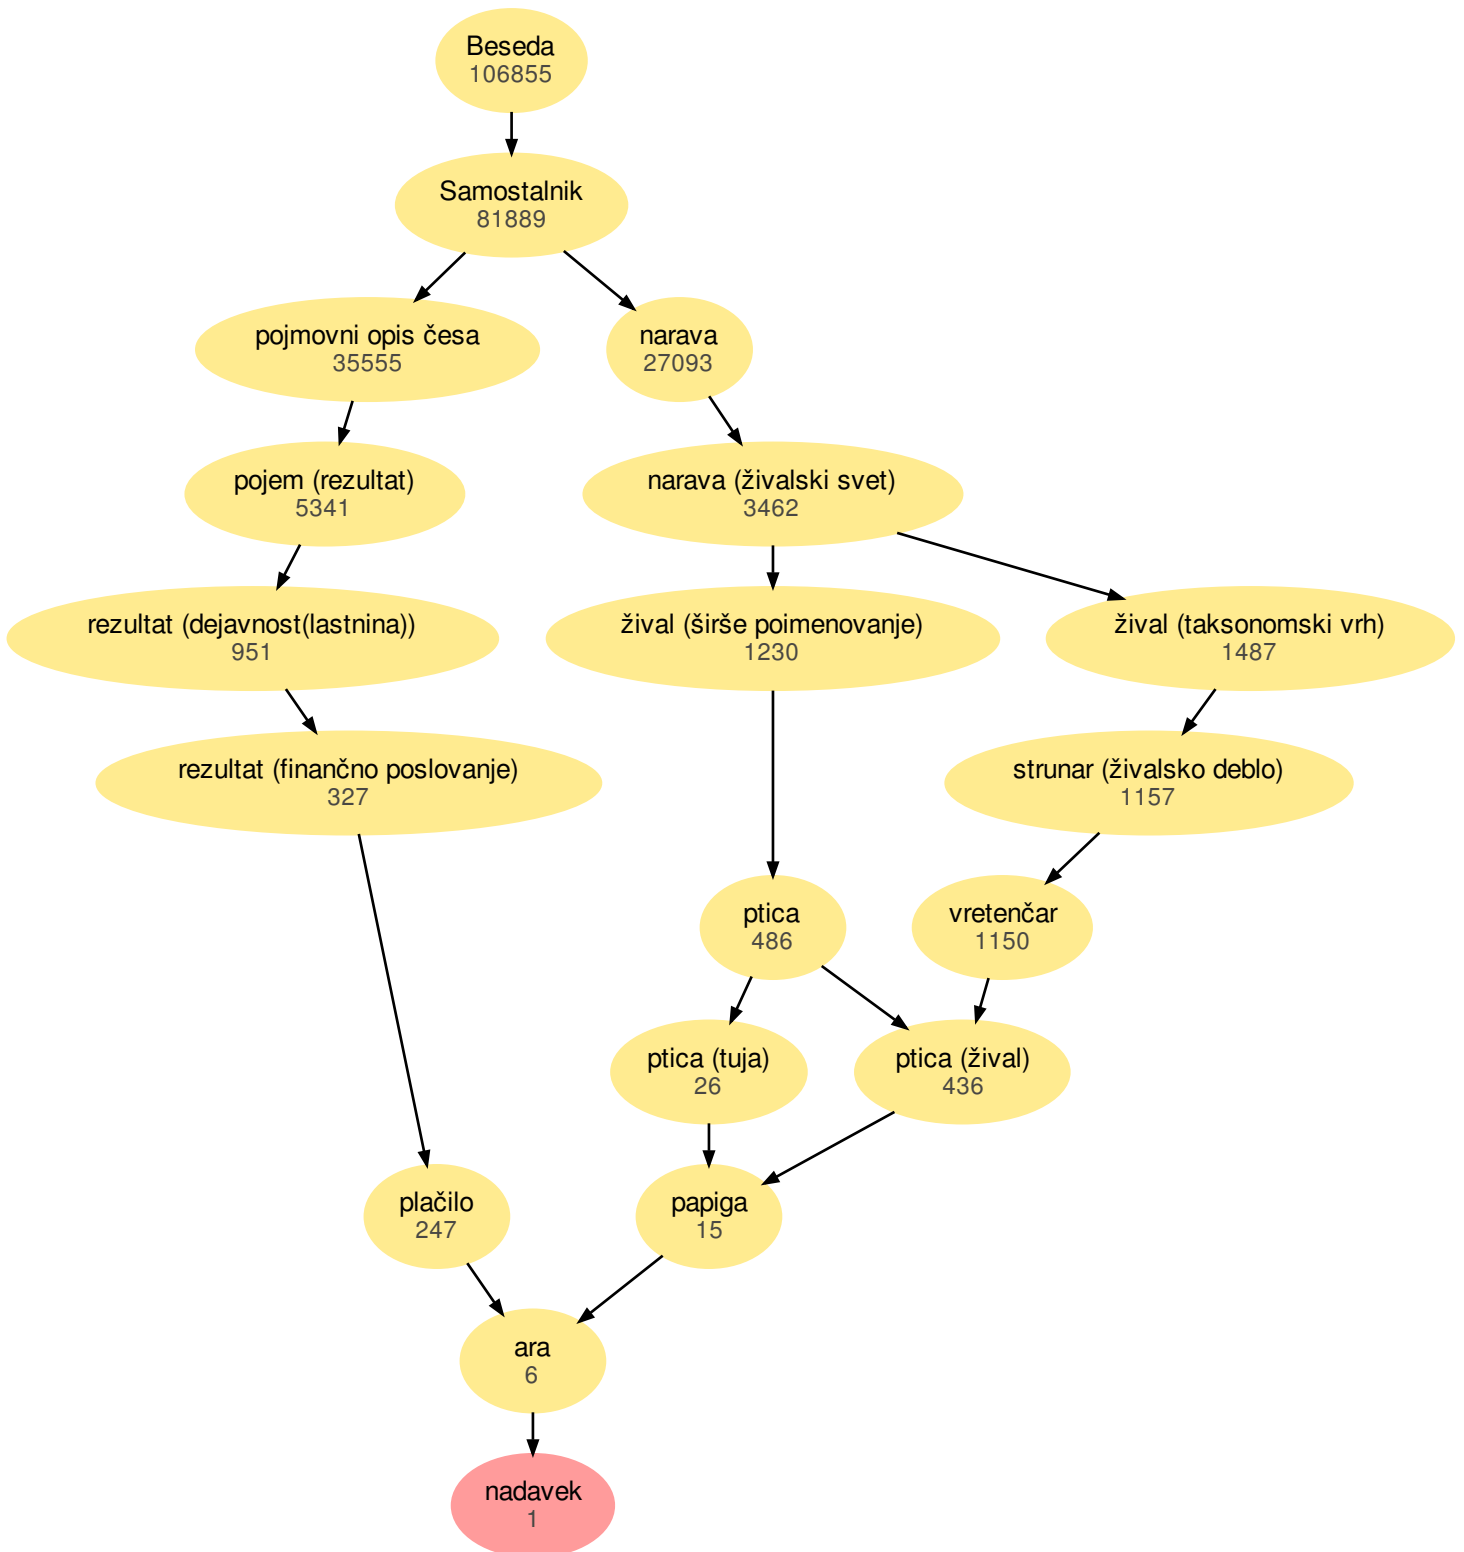 Beseda
106855
Samostalnik
81889
pojmovni opis česa
35555
narava
27093
pojem (rezultat)
5341
narava (živalski svet)
3462
rezultat (dejavnost(lastnina))
951
žival (širše poimenovanje)
1230
žival (taksonomski vrh)
1487
rezultat (finančno poslovanje)
327
strunar (živalsko deblo)
1157
ptica
486
vretenčar
1150
ptica (tuja)
26
ptica (žival)
436
plačilo
247
papiga
15
ara
6
nadavek
1